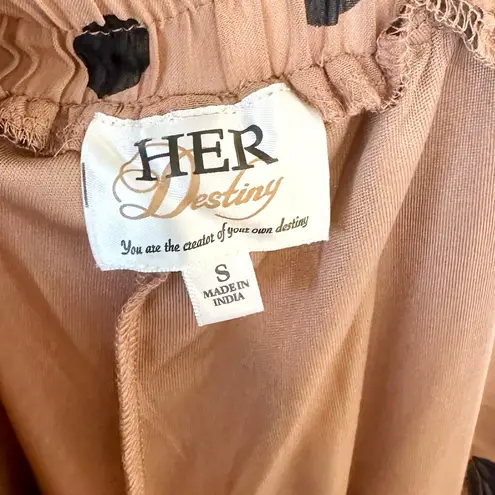 HER
Destiny
You are the creator of your own destiny
S
MADE IN
INDIA